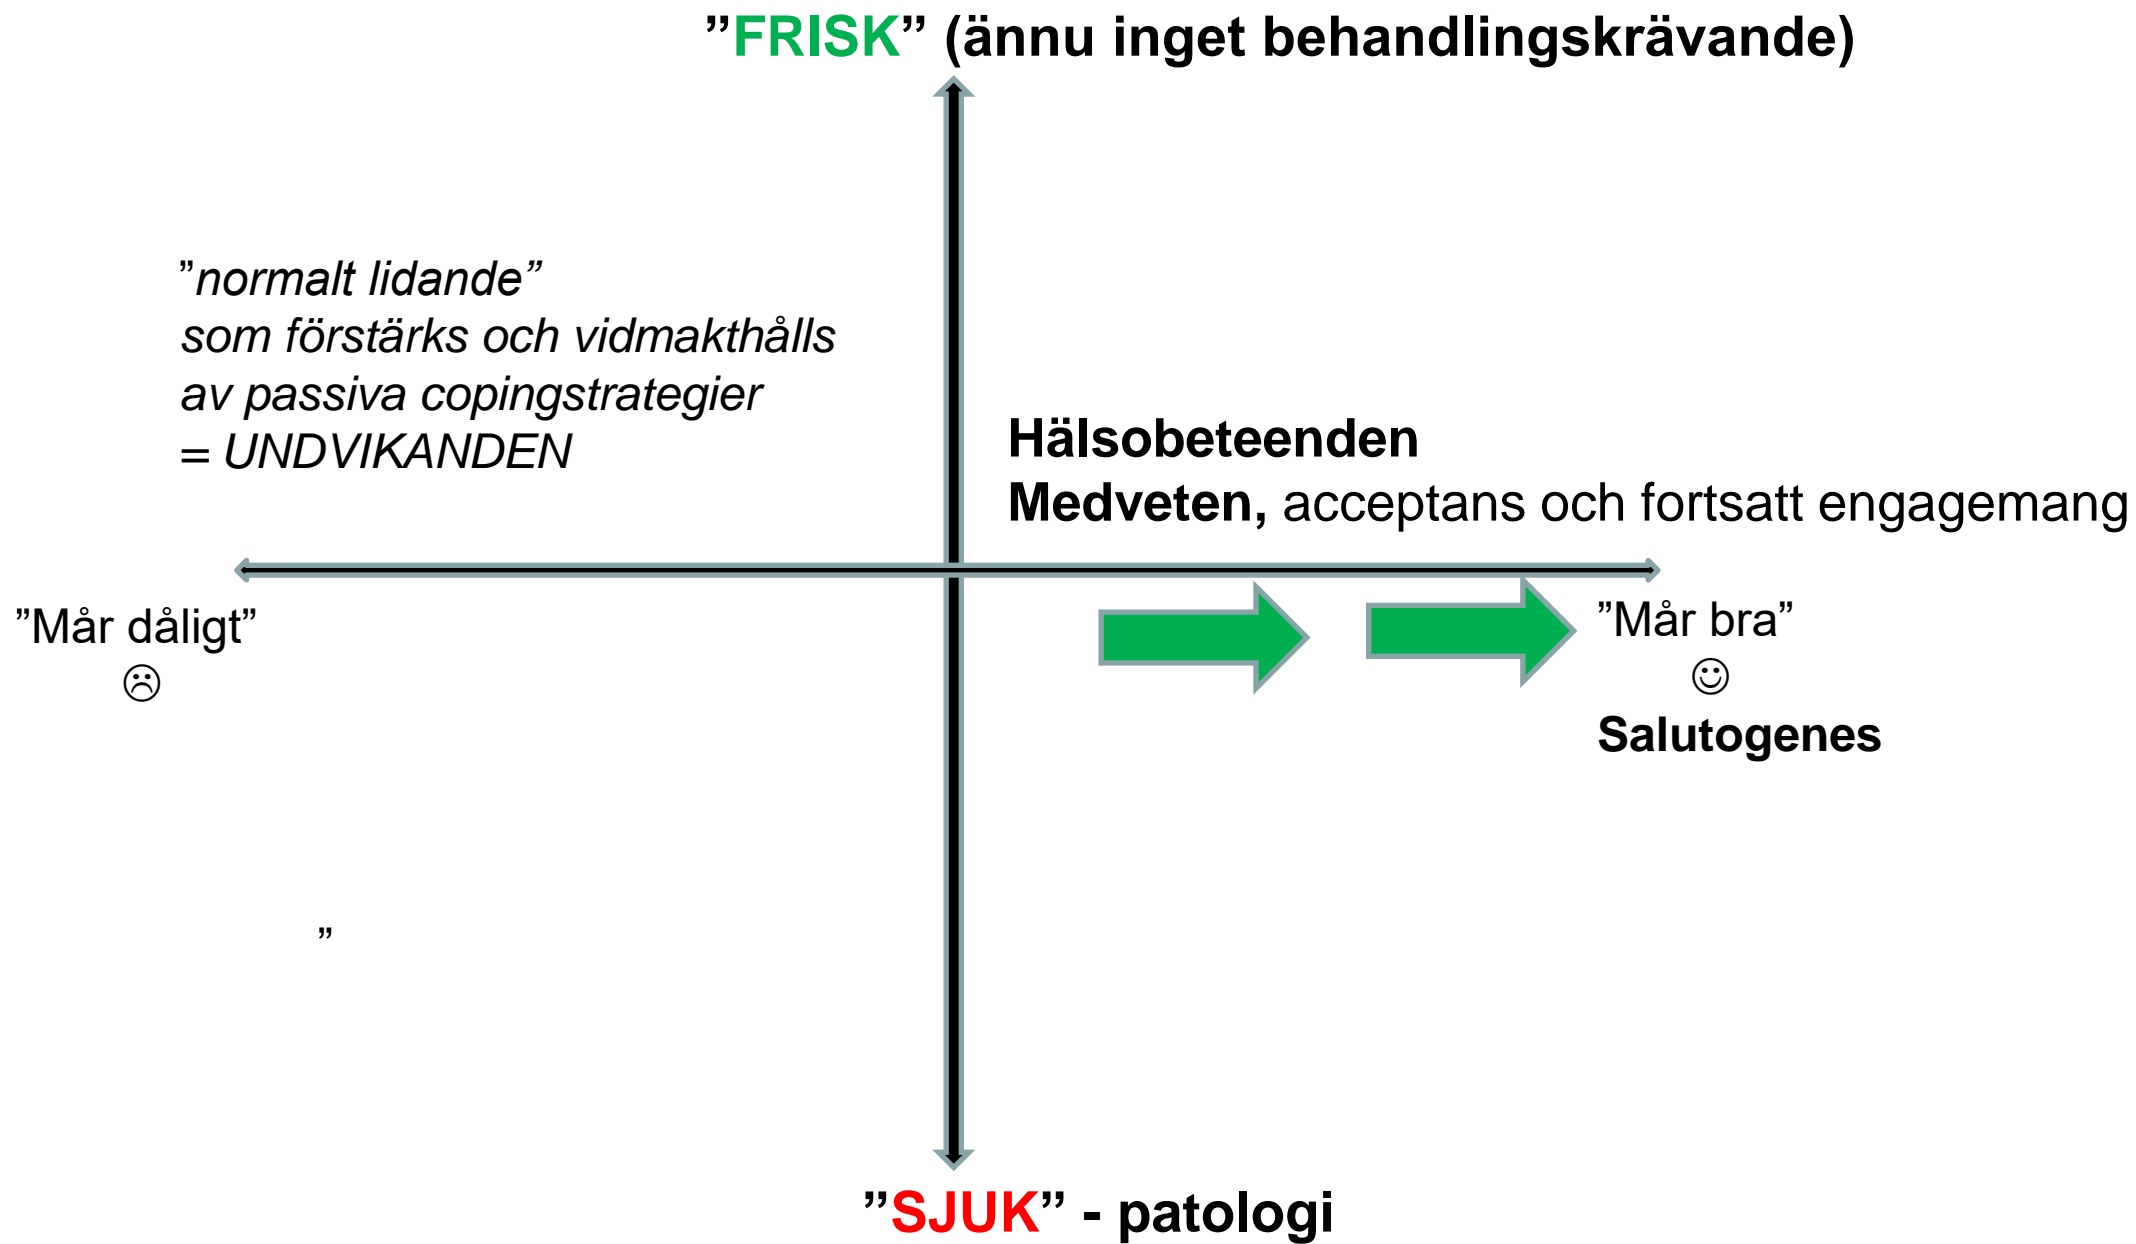 ”FRISK” (ännu inget behandlingskrävande)
”normalt lidande”
som förstärks och vidmakthålls
av passiva copingstrategier
= UNDVIKANDEN
Hälsobeteenden
Medveten, acceptans och fortsatt engagemang
”Mår dåligt”
☹
”Mår bra”
☺
Salutogenes
”
”SJUK” - patologi